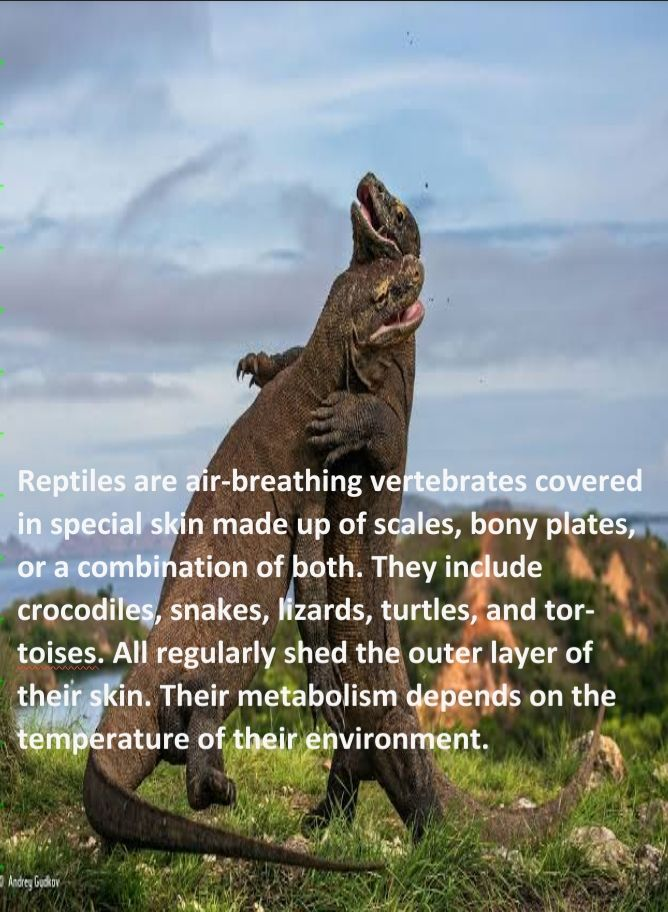 Reptiles are air-breathing vertebrates covered
in special skin made up of scales, bony plates,
or a combination of both. They include
crocodiles, snakes, lizards, turtles, and tor-
toises. All regularly shed the outer layer of
their skin. Their metabolism depends on the
temperature of their environment.
© Andrey Gudkov